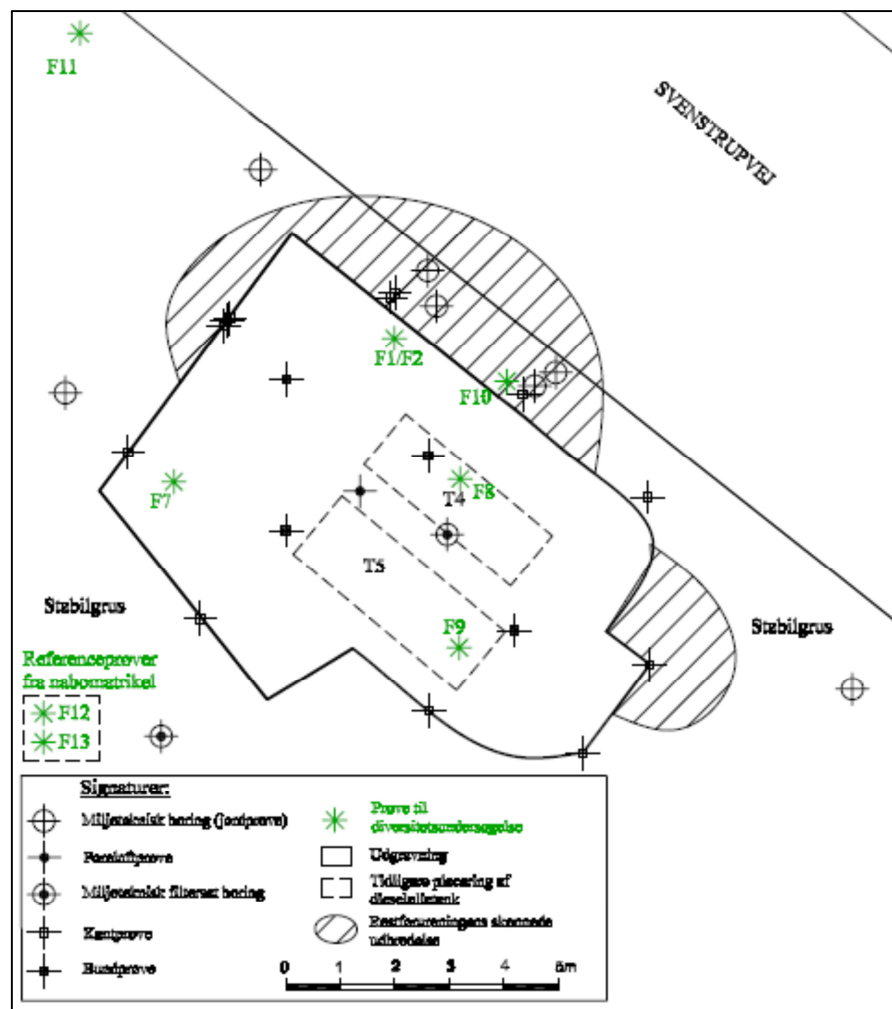 F11
SVENSTRUPVEJ
F1/F2
F10
F7
F8
T4
T5
F9
Stabilgrus
Stabilgrus
Referenceprøver
fra nabomatrikel
F12
F13
Signaturer:
Miljøteknisk boring (jordprøve)
Poreluftprøve
Miljøteknisk filtersat boring
Kantprøve
Bundprøve
Prøve til
diversitetsundersøgelse
Udgravning
Tidligere placering af
dieselolietank
Restforureningens skønnede
udbredelse
0 1 2 3 4 5m